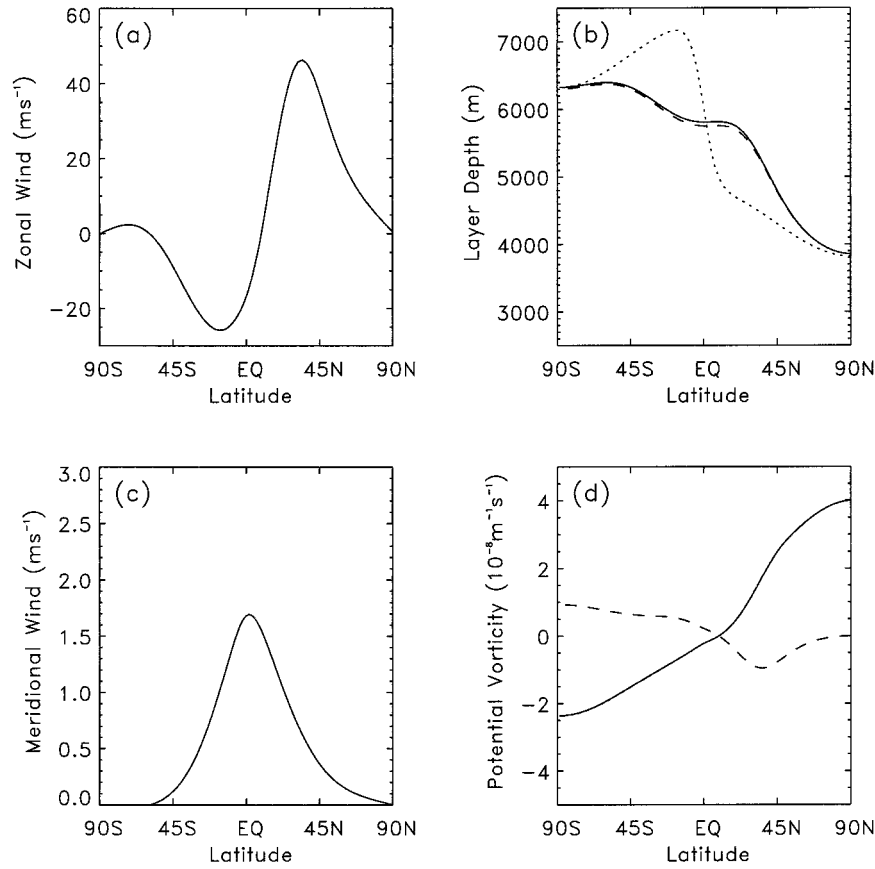 (a)
Zonal Wind (ms⁻¹)
60
40
20
0
−20
90S 45S EQ 45N 90N
Latitude
(b)
Layer Depth (m)
7000
6000
5000
4000
3000
90S 45S EQ 45N 90N
Latitude
(c)
Meridional Wind (ms⁻¹)
3.0
2.5
2.0
1.5
1.0
0.5
0.0
90S 45S EQ 45N 90N
Latitude
(d)
Potential Vorticity (10⁻⁸m⁻¹s⁻¹)
4
2
0
−2
−4
90S 45S EQ 45N 90N
Latitude